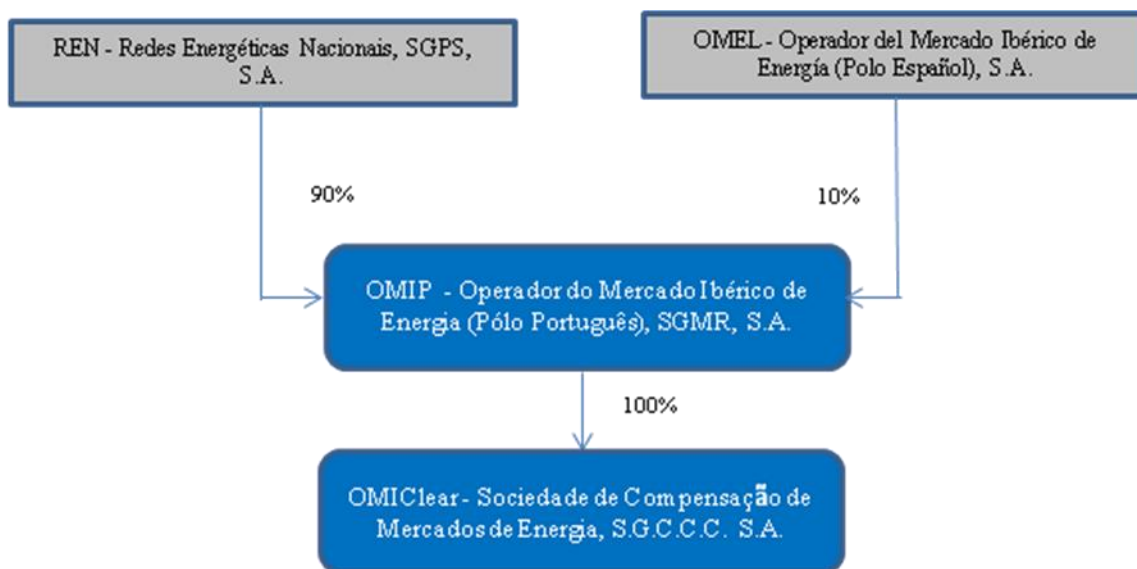 REN - Redes Energéticas Nacionais, SGPS,
S.A.
OMEL - Operador del Mercado Ibérico de
Energía (Polo Español), S.A.
90%
10%
OMIP - Operador do Mercado Ibérico de
Energia (Pólo Português), SGMR, S.A.
100%
OMIClear- Sociedade de Compensação de
Mercados de Energia, S.G.C.C.C. S.A.